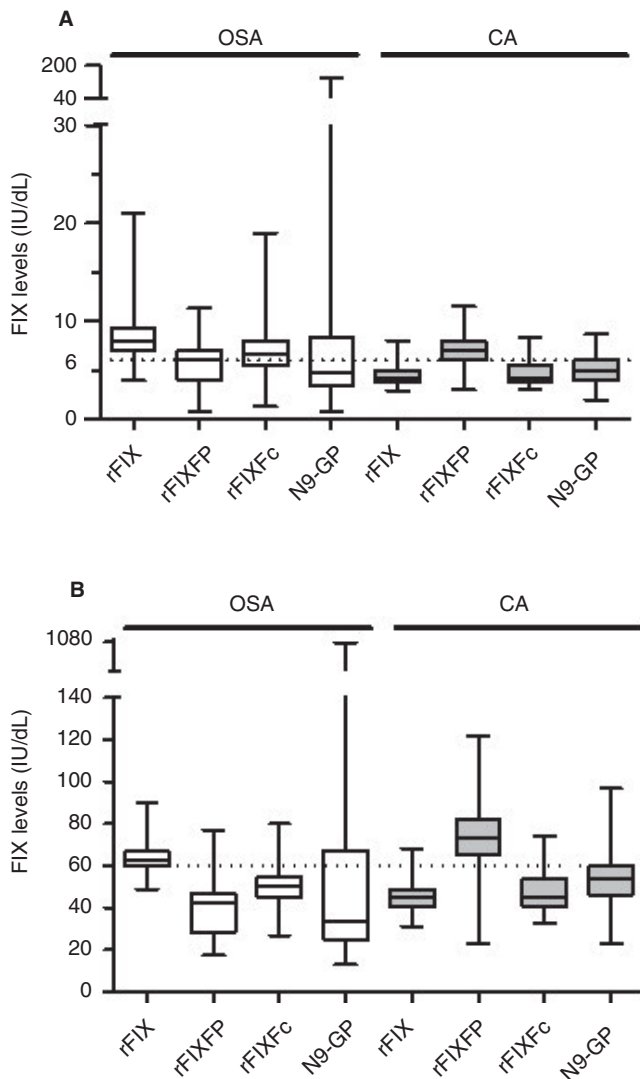 A
OSA CA
200
40
30
20
10
6
0
FIX levels (IU/dL)
rFIX rFIXFP rFIXFc N9-GP rFIX rFIXFP rFIXFc N9-GP
B
OSA CA
1080
140
120
100
80
60
40
20
0
FIX levels (IU/dL)
rFIX rFIXFP rFIXFc N9-GP rFIX rFIXFP rFIXFc N9-GP